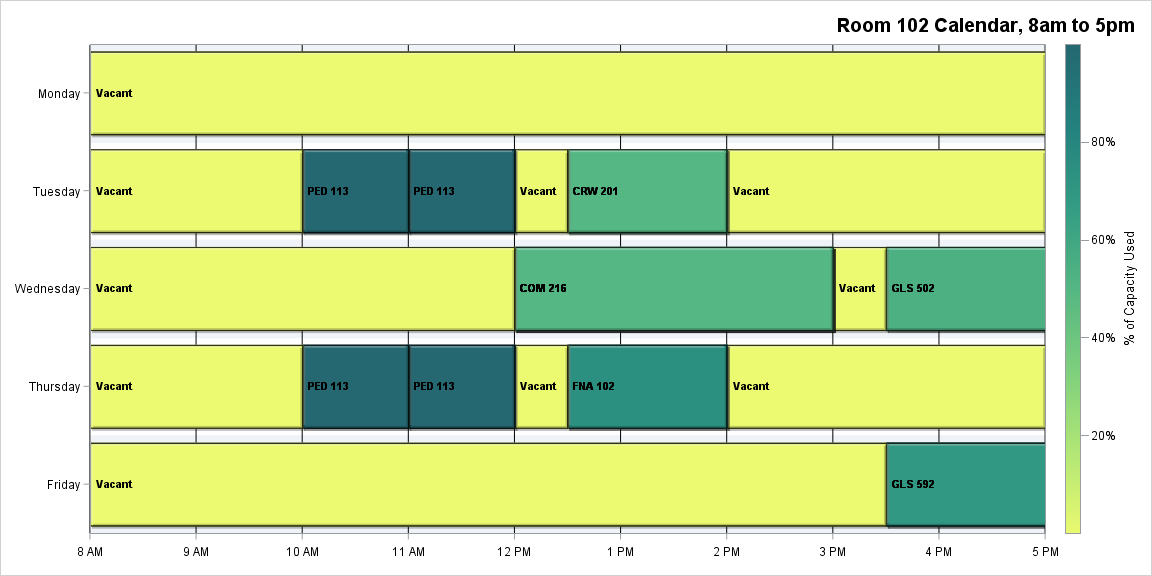 Room 102 Calendar, 8am to 5pm
Monday
Vacant
Tuesday
Vacant
PED 113
PED 113
Vacant
CRW 201
Vacant
Wednesday
Vacant
COM 216
Vacant
GLS 502
Thursday
Vacant
PED 113
PED 113
Vacant
FNA 102
Vacant
Friday
Vacant
GLS 592
8 AM
9 AM
10 AM
11 AM
12 PM
1 PM
2 PM
3 PM
4 PM
5 PM
80%
60%
40%
20%
% of Capacity Used